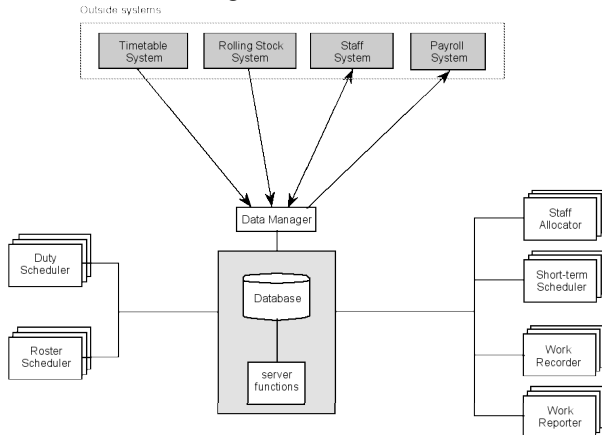 Outside systems
Timetable
System
Rolling Stock
System
Staff
System
Payroll
System
Data Manager
Duty
Scheduler
Roster
Scheduler
Database
server
functions
Staff
Allocator
Short-term
Scheduler
Work
Recorder
Work
Reporter